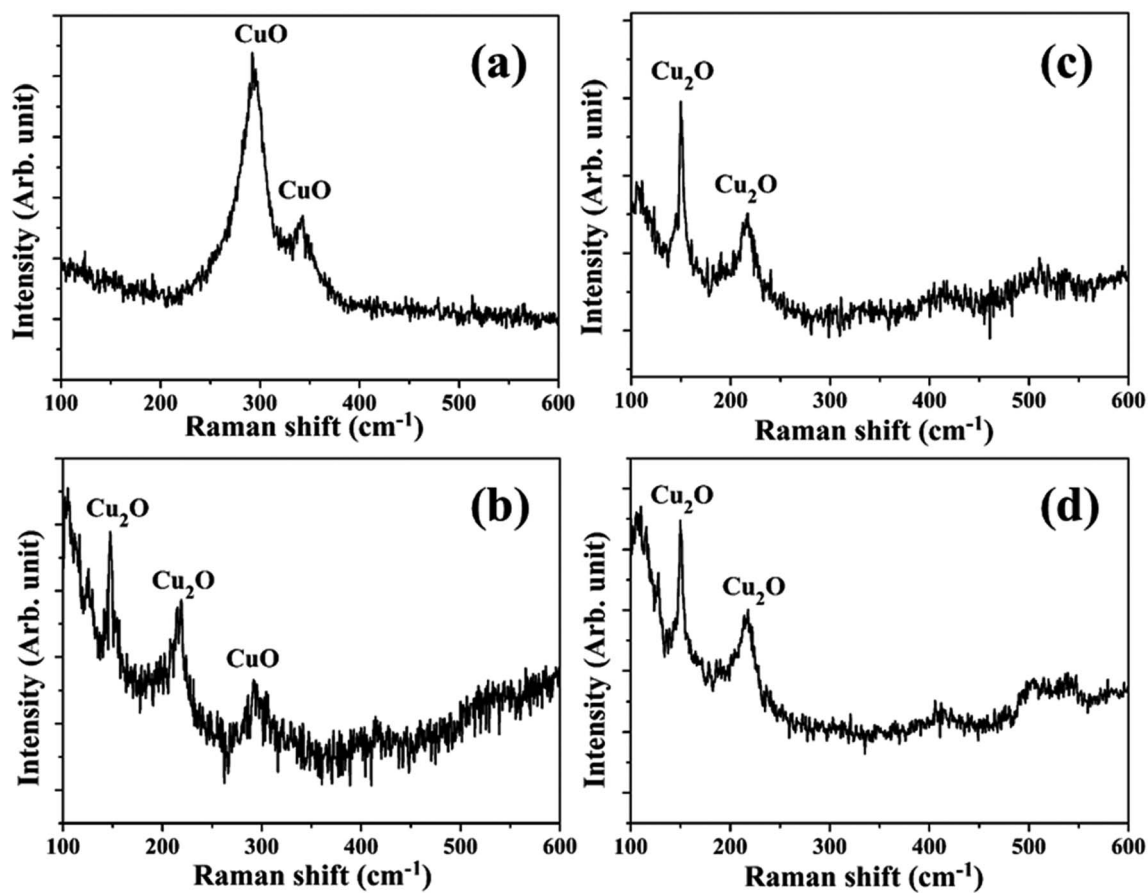 CuO
(a)
CuO
Intensity (Arb. unit)
100 200 300 400 500 600
Raman shift (cm⁻¹)
(c)
Cu₂O
Cu₂O
Intensity (Arb. unit)
100 200 300 400 500 600
Raman shift (cm⁻¹)
(b)
Cu₂O
Cu₂O
CuO
Intensity (Arb. unit)
100 200 300 400 500 600
Raman shift (cm⁻¹)
(d)
Cu₂O
Cu₂O
Intensity (Arb. unit)
100 200 300 400 500 600
Raman shift (cm⁻¹)